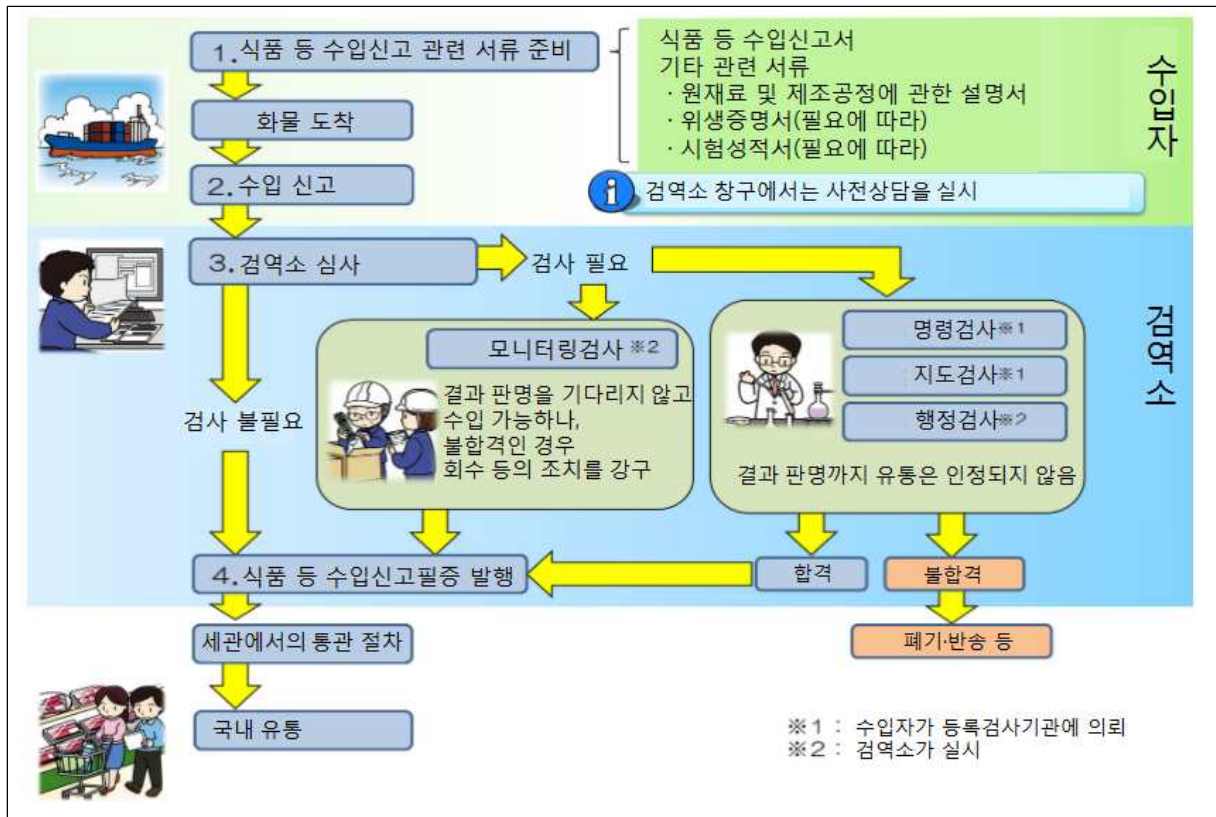 1.식품 등 수입신고 관련 서류 준비
식품 등 수입신고서
기타 관련 서류
· 원재료 및 제조공정에 관한 설명서
· 위생증명서(필요에 따라)
· 시험성적서(필요에 따라)
수입자
화물 도착
2.수입 신고
i 검역소 창구에서는 사전상담을 실시
3.검역소 심사
검사 필요
검역소
모니터링검사 ※2
결과 판명을 기다리지 않고
수입 가능하나,
불합격인 경우
회수 등의 조치를 강구
명령검사※1
지도검사※1
행정검사※2
결과 판명까지 유통은 인정되지 않음
검사 불필요
4.식품 등 수입신고필증 발행
합격
불합격
세관에서의 통관 절차
폐기·반송 등
국내 유통
※1 : 수입자가 등록검사기관에 의뢰
※2 : 검역소가 실시